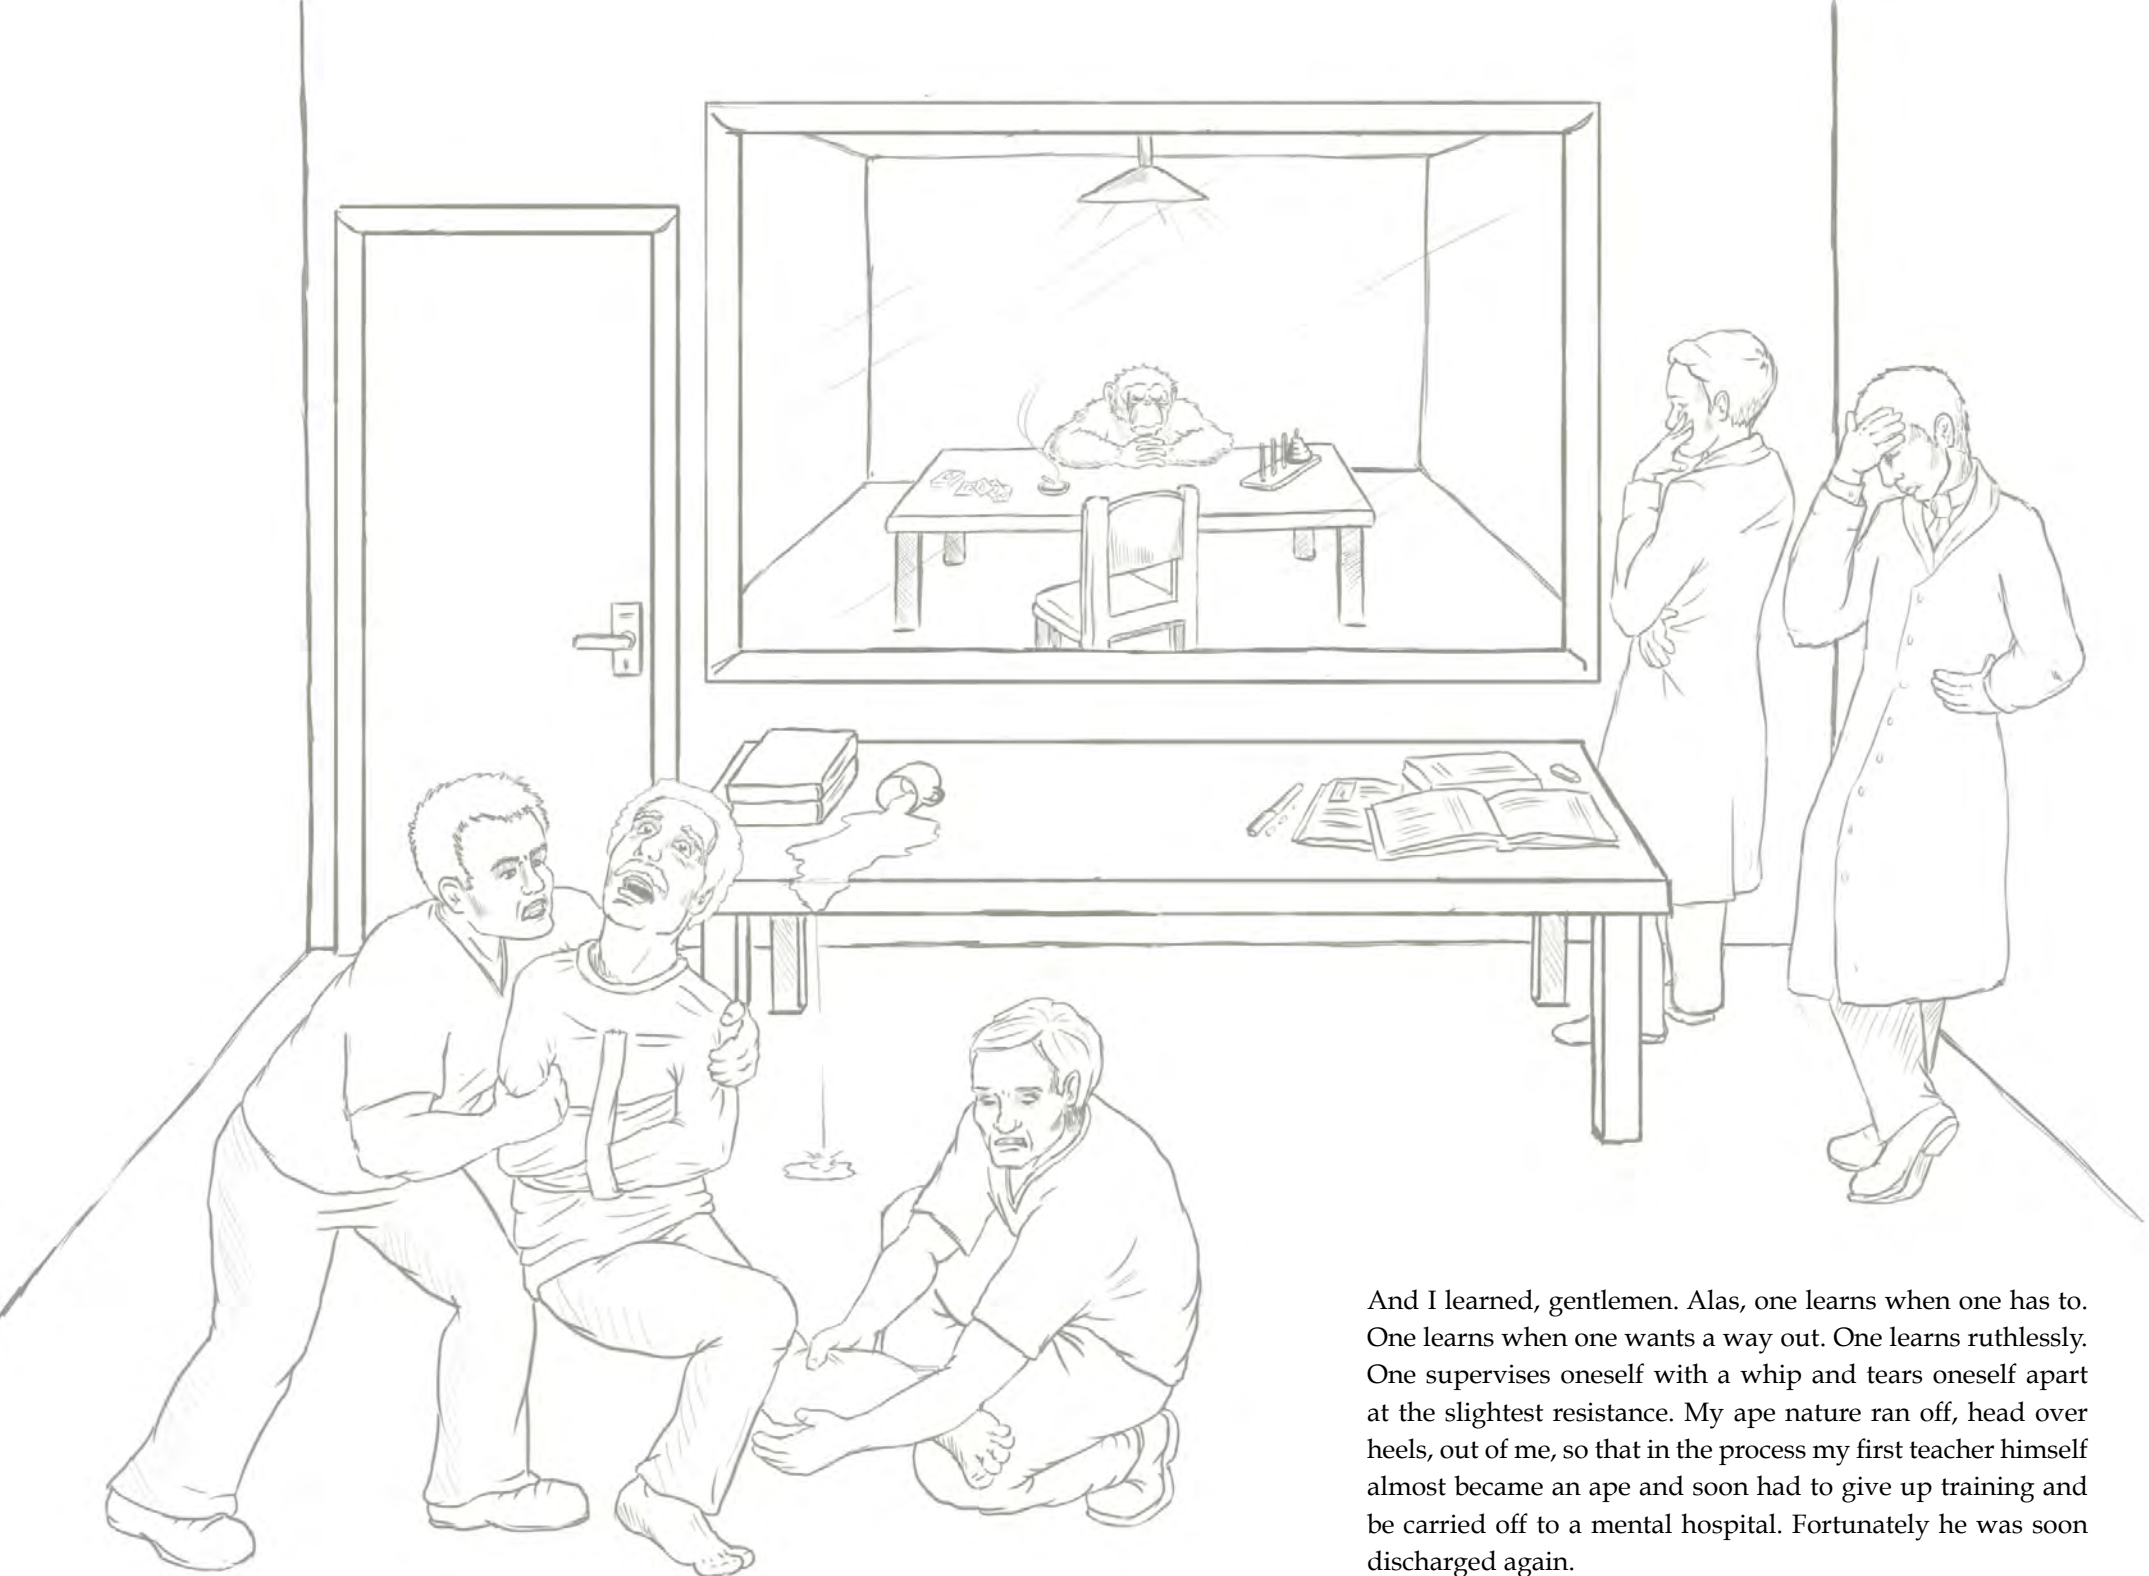 And I learned, gentlemen. Alas, one learns when one has to.
One learns when one wants a way out. One learns ruthlessly.
One supervises oneself with a whip and tears oneself apart
at the slightest resistance. My ape nature ran off, head over
heels, out of me, so that in the process my first teacher himself
almost became an ape and soon had to give up training and
be carried off to a mental hospital. Fortunately he was soon
discharged again.